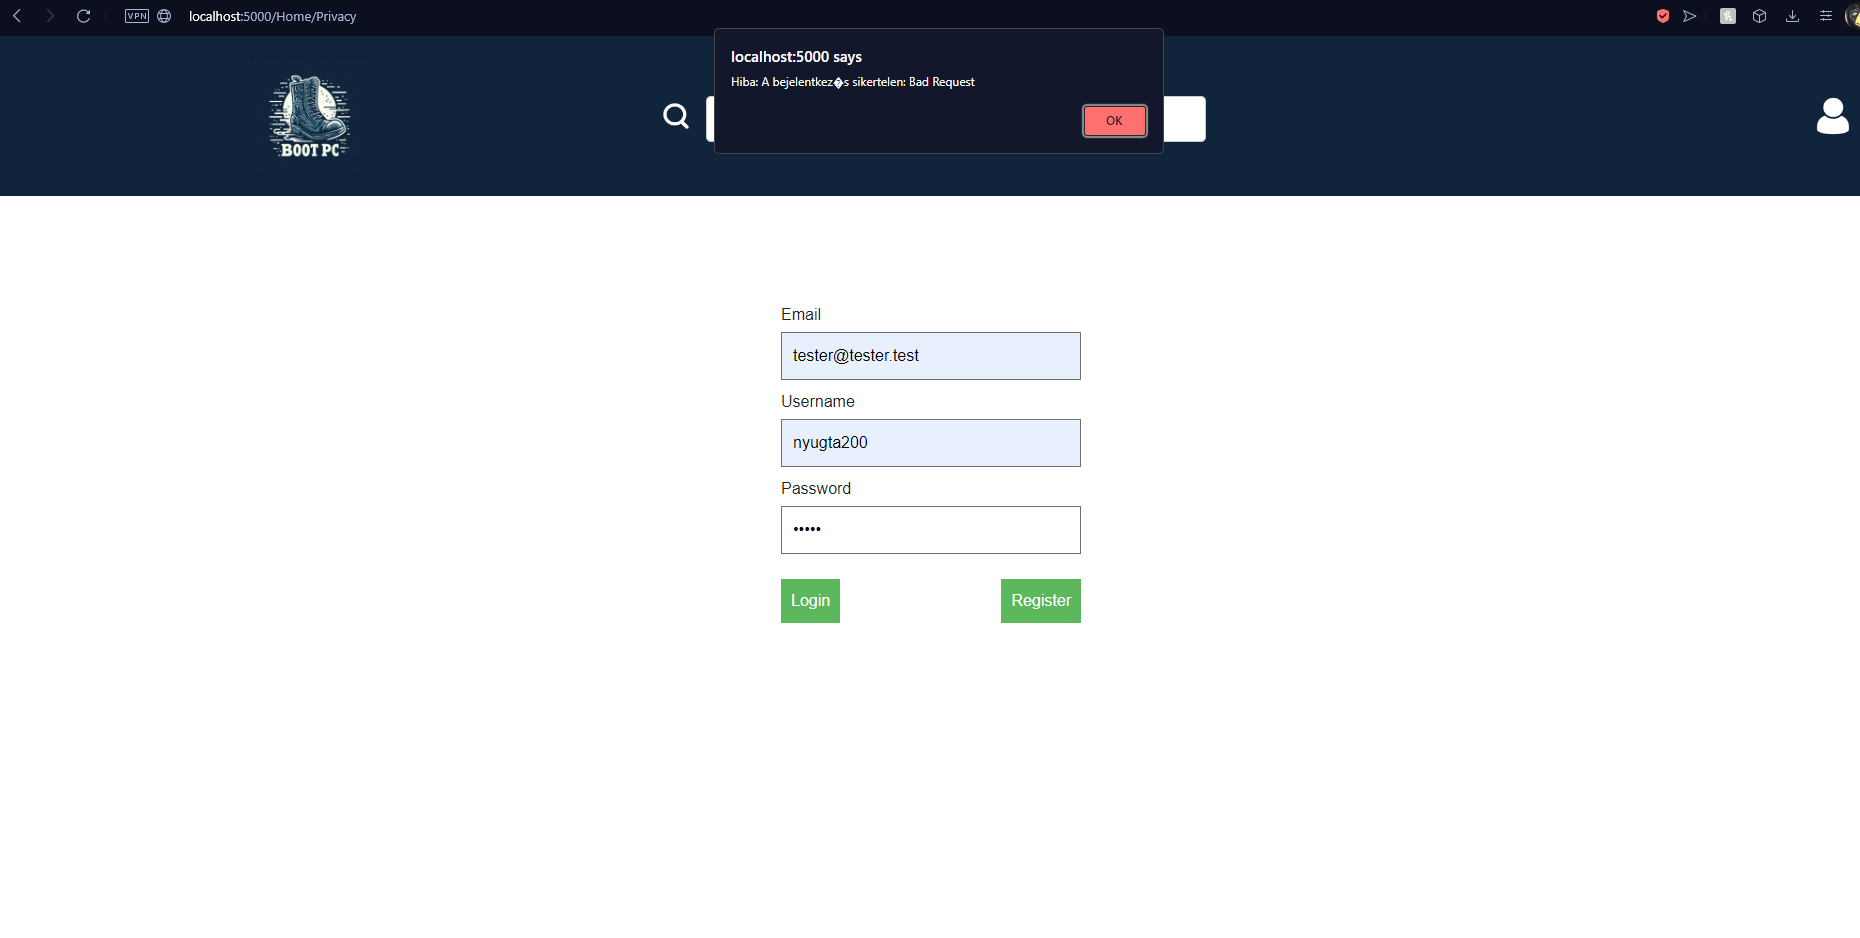 VPN localhost:5000/Home/Privacy
localhost:5000 says
Hiba: A bejelentkez�s sikertelen: Bad Request
OK
BOOT PC
Email
tester@tester.test
Username
nyugta200
Password
•••••
Login Register